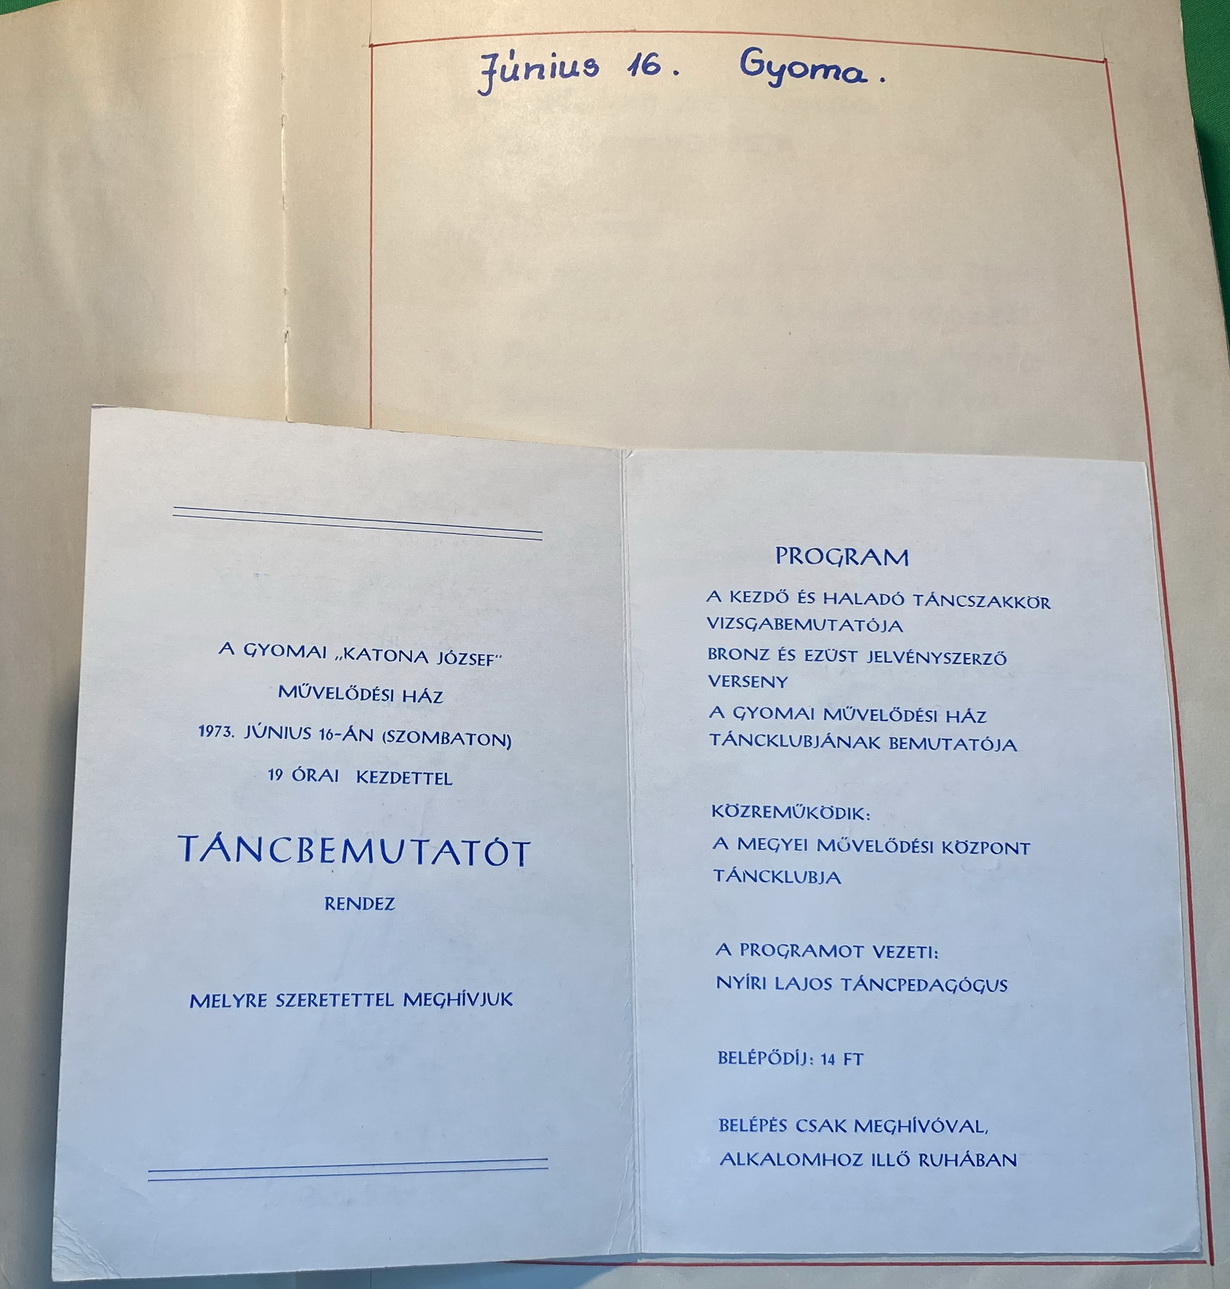 Június 16. Gyoma.
A GYOMAI „KATONA JÓZSEF"
MŰVELŐDÉSI HÁZ
1973. JÚNIUS 16-ÁN (SZOMBATON)
19 ÓRAI KEZDETTEL
TÁNCBEMUTATÓT
RENDEZ
MELYRE SZERETETTEL MEGHÍVJUK
PROGRAM
A KEZDŐ ÉS HALADÓ TÁNCSZAKKÖR
VIZSGABEMUTATÓJA
BRONZ ÉS EZÜST JELVÉNYSZERZŐ
VERSENY
A GYOMAI MŰVELŐDÉSI HÁZ
TÁNCKLUBJÁNAK BEMUTATÓJA
KÖZREMŰKÖDIK:
A MEGYEI MŰVELŐDÉSI KÖZPONT
TÁNCKLUBJA
A PROGRAMOT VEZETI:
NYÍRI LAJOS TÁNCPEDAGÓGUS
BELÉPŐDÍJ: 14 FT
BELÉPÉS CSAK MEGHÍVÓVAL,
ALKALOMHOZ ILLŐ RUHÁBAN